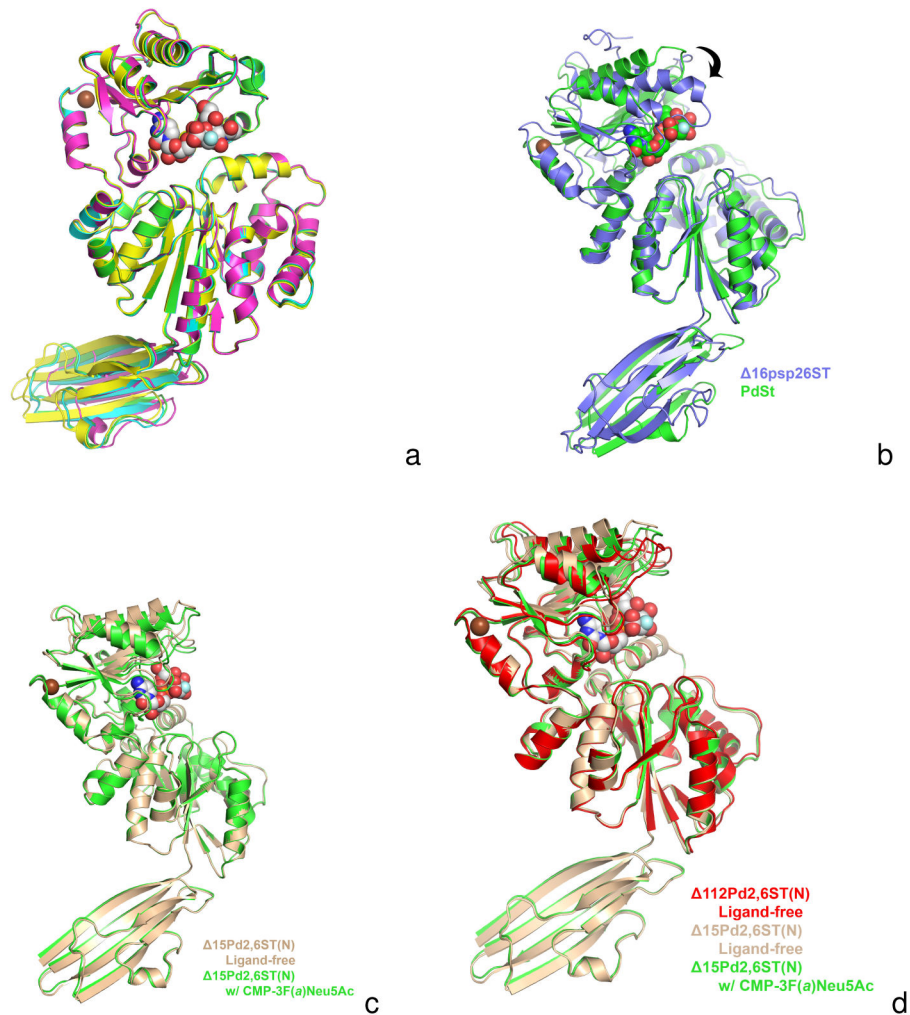 a
b
Δ16psp26ST
PdSt
c
Δ15Pd2,6ST(N)
Ligand-free
Δ15Pd2,6ST(N)
w/ CMP-3F(a)Neu5Ac
d
Δ112Pd2,6ST(N)
Ligand-free
Δ15Pd2,6ST(N)
Ligand-free
Δ15Pd2,6ST(N)
w/ CMP-3F(a)Neu5Ac